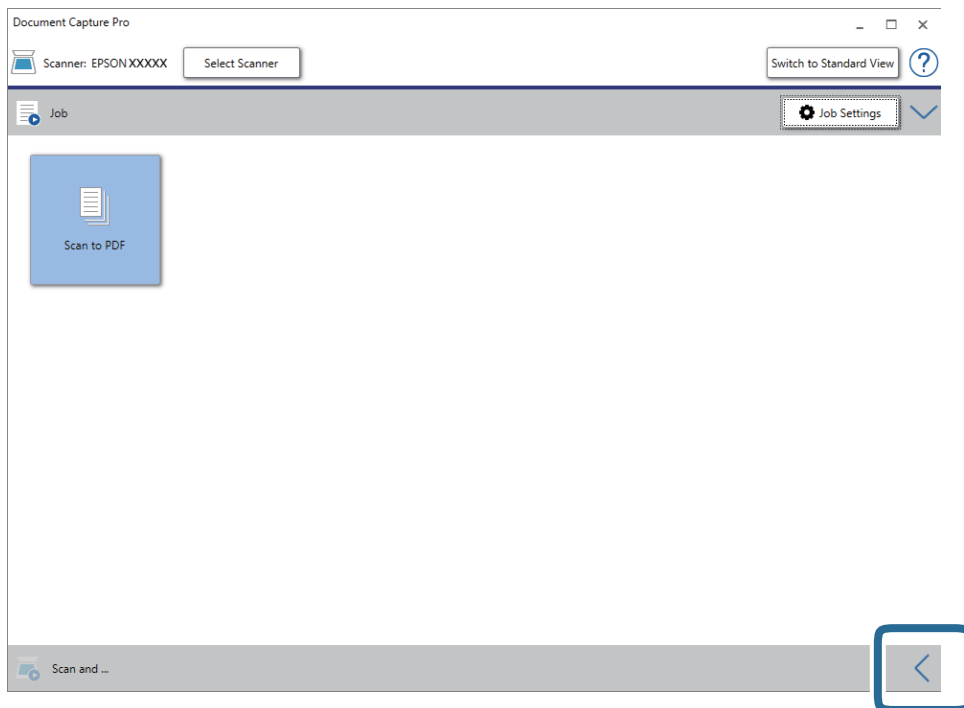 Document Capture Pro
Scanner: EPSON XXXXX
Select Scanner
Switch to Standard View
?
Job
Job Settings
Scan to PDF
Scan and ...